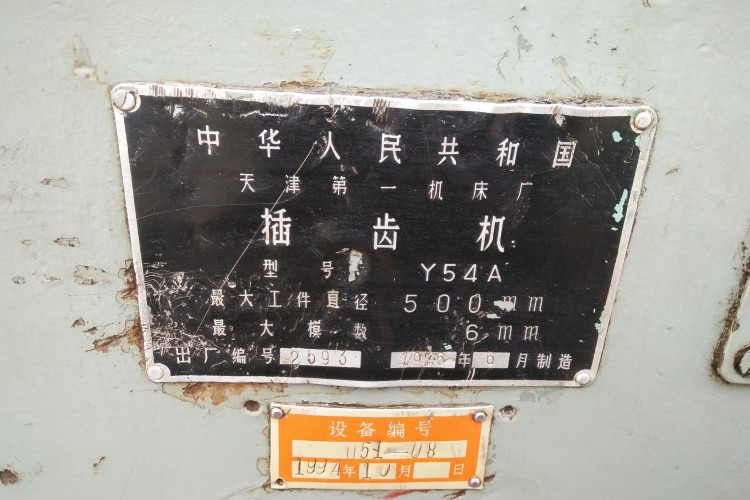 中华人民共和国
天津第一机床厂
插齿机
型号 Y54A
最大工件直径 500mm
最大模数 6mm
出厂编号 2593 年 6 月制造
设备编号
051-08
1994年10月 日